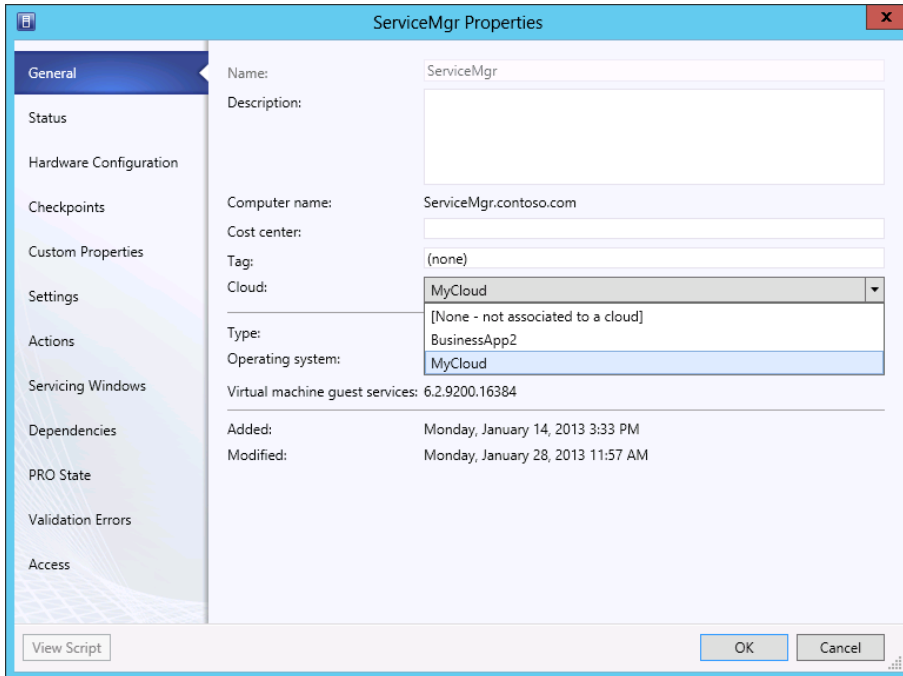 ServiceMgr Properties
x
General
Status
Hardware Configuration
Checkpoints
Custom Properties
Settings
Actions
Servicing Windows
Dependencies
PRO State
Validation Errors
Access
Name: ServiceMgr
Description:
Computer name: ServiceMgr.contoso.com
Cost center:
Tag: (none)
Cloud: MyCloud
[None - not associated to a cloud]
Type: BusinessApp2
Operating system: MyCloud
Virtual machine guest services: 6.2.9200.16384
Added: Monday, January 14, 2013 3:33 PM
Modified: Monday, January 28, 2013 11:57 AM
View Script
OK
Cancel